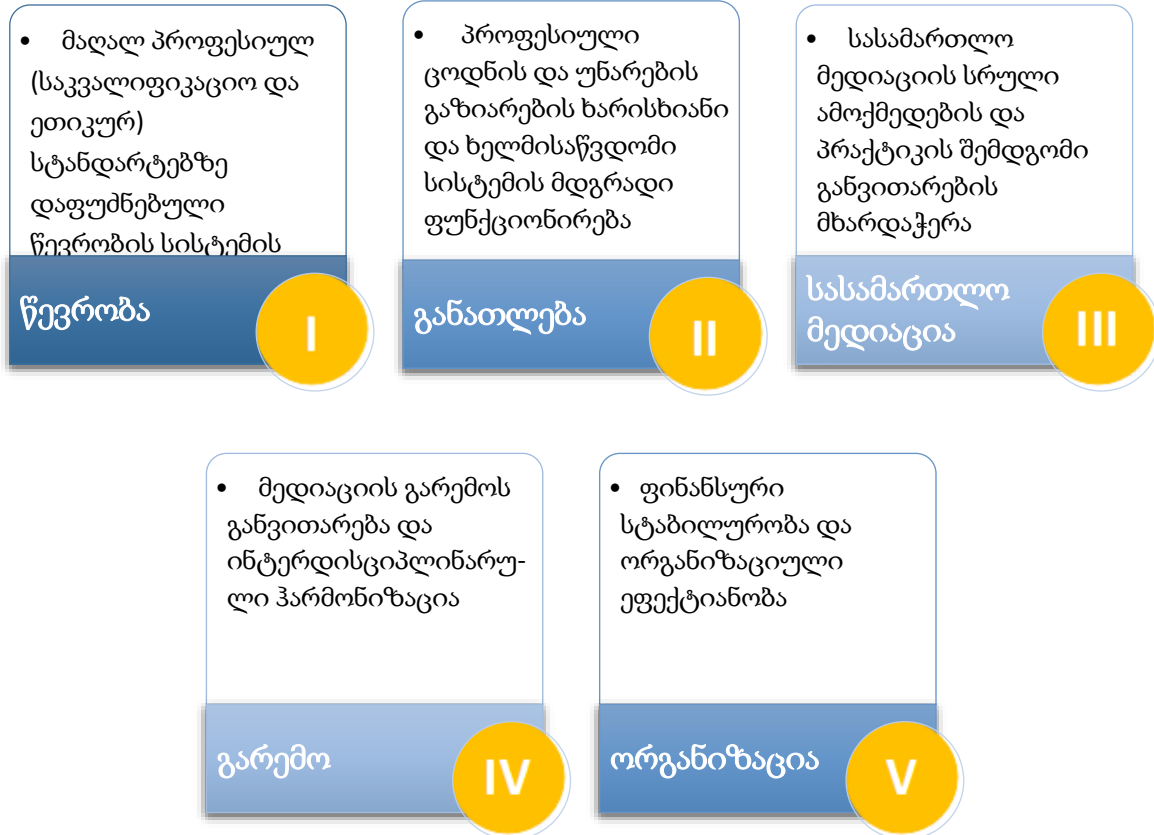 • მაღალ პროფესიულ
(საკვალიფიკაციო და
ეთიკურ)
სტანდარტებზე
დაფუძნებული
წევრობის სისტემის
წევრობა
I
• პროფესიული
ცოდნის და უნარების
გაზიარების ხარისხიანი
და ხელმისაწვდომი
სისტემის მდგრადი
ფუნქციონირება
განათლება
II
• სასამართლო
მედიაციის სრული
ამოქმედების და
პრაქტიკის შემდგომი
განვითარების
მხარდაჭერა
სასამართლო
მედიაცია
III
• მედიაციის გარემოს
განვითარება და
ინტერდისციპლინარუ-
ლი ჰარმონიზაცია
გარემო
IV
• ფინანსური
სტაბილურობა და
ორგანიზაციული
ეფექტიანობა
ორგანიზაცია
V